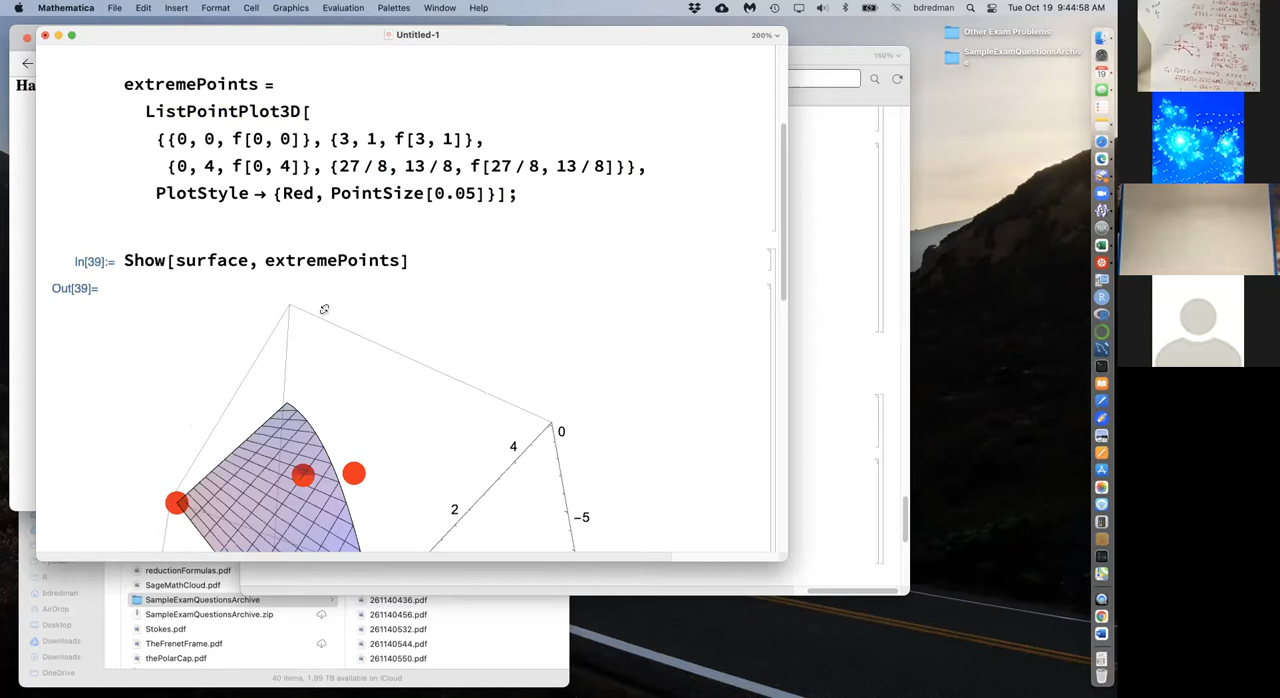 Mathematica File Edit Insert Format Cell Graphics Evaluation Palettes Window Help bdredman Tue Oct 19 9:44:58 AM
Untitled-1 200%
150%
Other Exam Problems
SampleExamQuestionsArchiv
e
Ha
extremePoints =
ListPointPlot3D[
{{0, 0, f[0, 0]}, {3, 1, f[3, 1]},
{0, 4, f[0, 4]}, {27 / 8, 13 / 8, f[27 / 8, 13 / 8]}},
PlotStyle → {Red, PointSize[0.05]}];
In[39]:= Show[surface, extremePoints]
Out[39]=
0
4
2
-5
reductionFormulas.pdf
SageMathCloud.pdf
SampleExamQuestionsArchive 261140436.pdf
SampleExamQuestionsArchive.zip 261140456.pdf
Stokes.pdf 261140532.pdf
TheFrenetFrame.pdf 261140544.pdf
thePolarCap.pdf 261140550.pdf
R
bdredman
AirDrop
Desktop
Downloads
Downloads
OneDrive
40 items, 1.99 TB available on iCloud
19